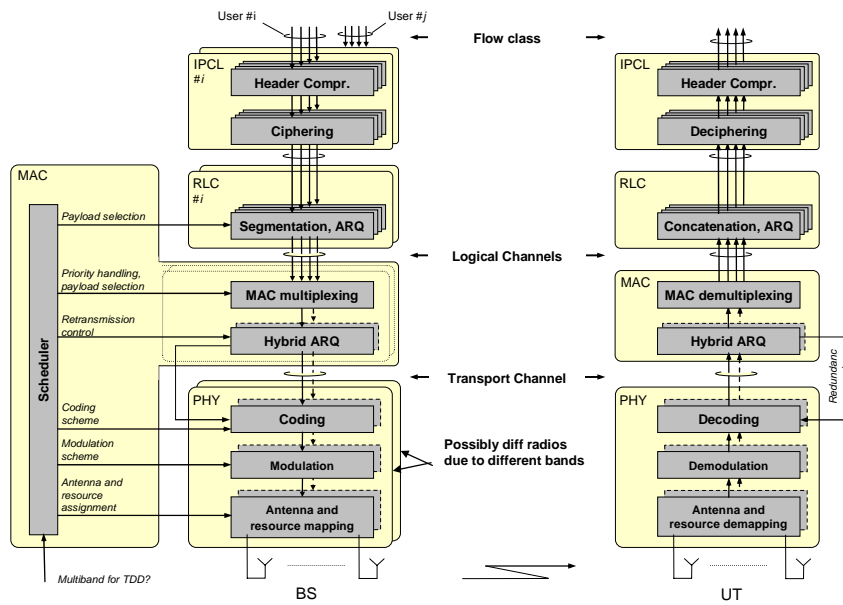 User #i
User #j
Flow class
IPCL
#i
Header Compr.
Ciphering
IPCL
Header Compr.
Deciphering
MAC
RLC
#i
Payload selection
Segmentation, ARQ
RLC
Concatenation, ARQ
Logical Channels
Priority handling,
payload selection
MAC multiplexing
MAC
MAC demultiplexing
Retransmission
control
Hybrid ARQ
Hybrid ARQ
Scheduler
Transport Channel
Redundanc
PHY
Coding
scheme
Coding
PHY
Decoding
Possibly diff radios
due to different bands
Modulation
scheme
Modulation
Demodulation
Antenna and
resource
assignment
Antenna and
resource mapping
Antenna and
resource demapping
Multiband for TDD?
BS
UT